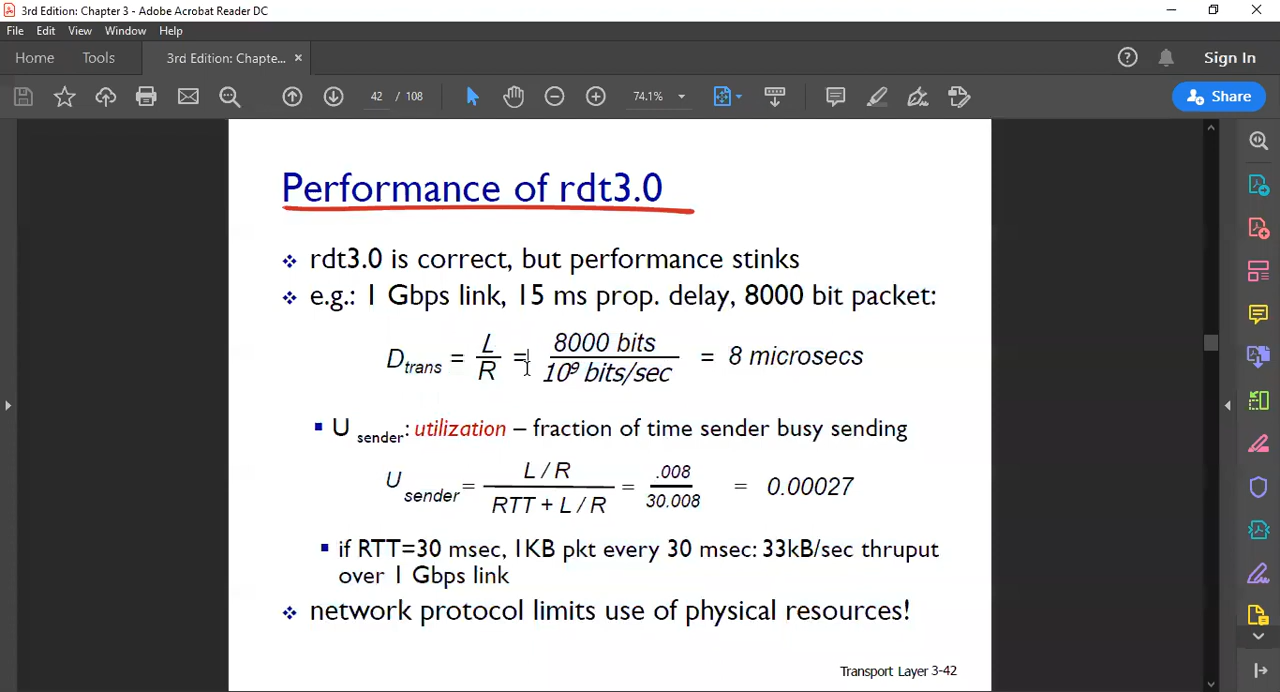 3rd Edition: Chapter 3 - Adobe Acrobat Reader DC
File Edit View Window Help
Home Tools 3rd Edition: Chapte... × Sign In
42 / 108 74.1% Share
Performance of rdt3.0
❖ rdt3.0 is correct, but performance stinks
❖ e.g.: 1 Gbps link, 15 ms prop. delay, 8000 bit packet:
D trans = L / R = 8000 bits / 10⁹ bits/sec = 8 microsecs
▪ U sender: utilization – fraction of time sender busy sending
U sender = L / R / RTT + L / R = .008 / 30.008 = 0.00027
▪ if RTT=30 msec, 1KB pkt every 30 msec: 33kB/sec thruput
over 1 Gbps link
❖ network protocol limits use of physical resources!
Transport Layer 3-42